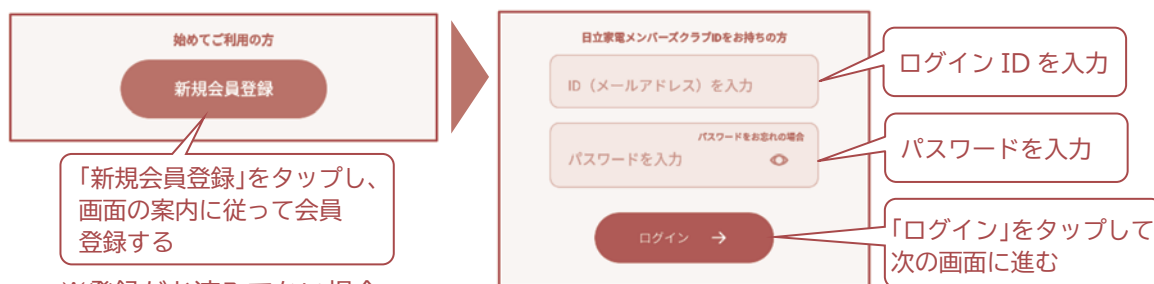 始めてご利用の方
新規会員登録
「新規会員登録」をタップし、
画面の案内に従って会員
登録する
日立家電メンバーズクラブIDをお持ちの方
ID（メールアドレス）を入力
パスワードをお忘れの場合
パスワードを入力
ログイン →
ログイン ID を入力
パスワードを入力
「ログイン」をタップして
次の画面に進む